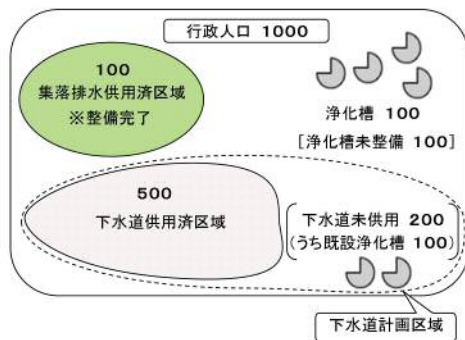 行政人口 1000
100
集落排水供用済区域
※整備完了
浄化槽 100
[浄化槽未整備 100]
500
下水道供用済区域
下水道未供用 200
(うち既設浄化槽 100)
下水道計画区域